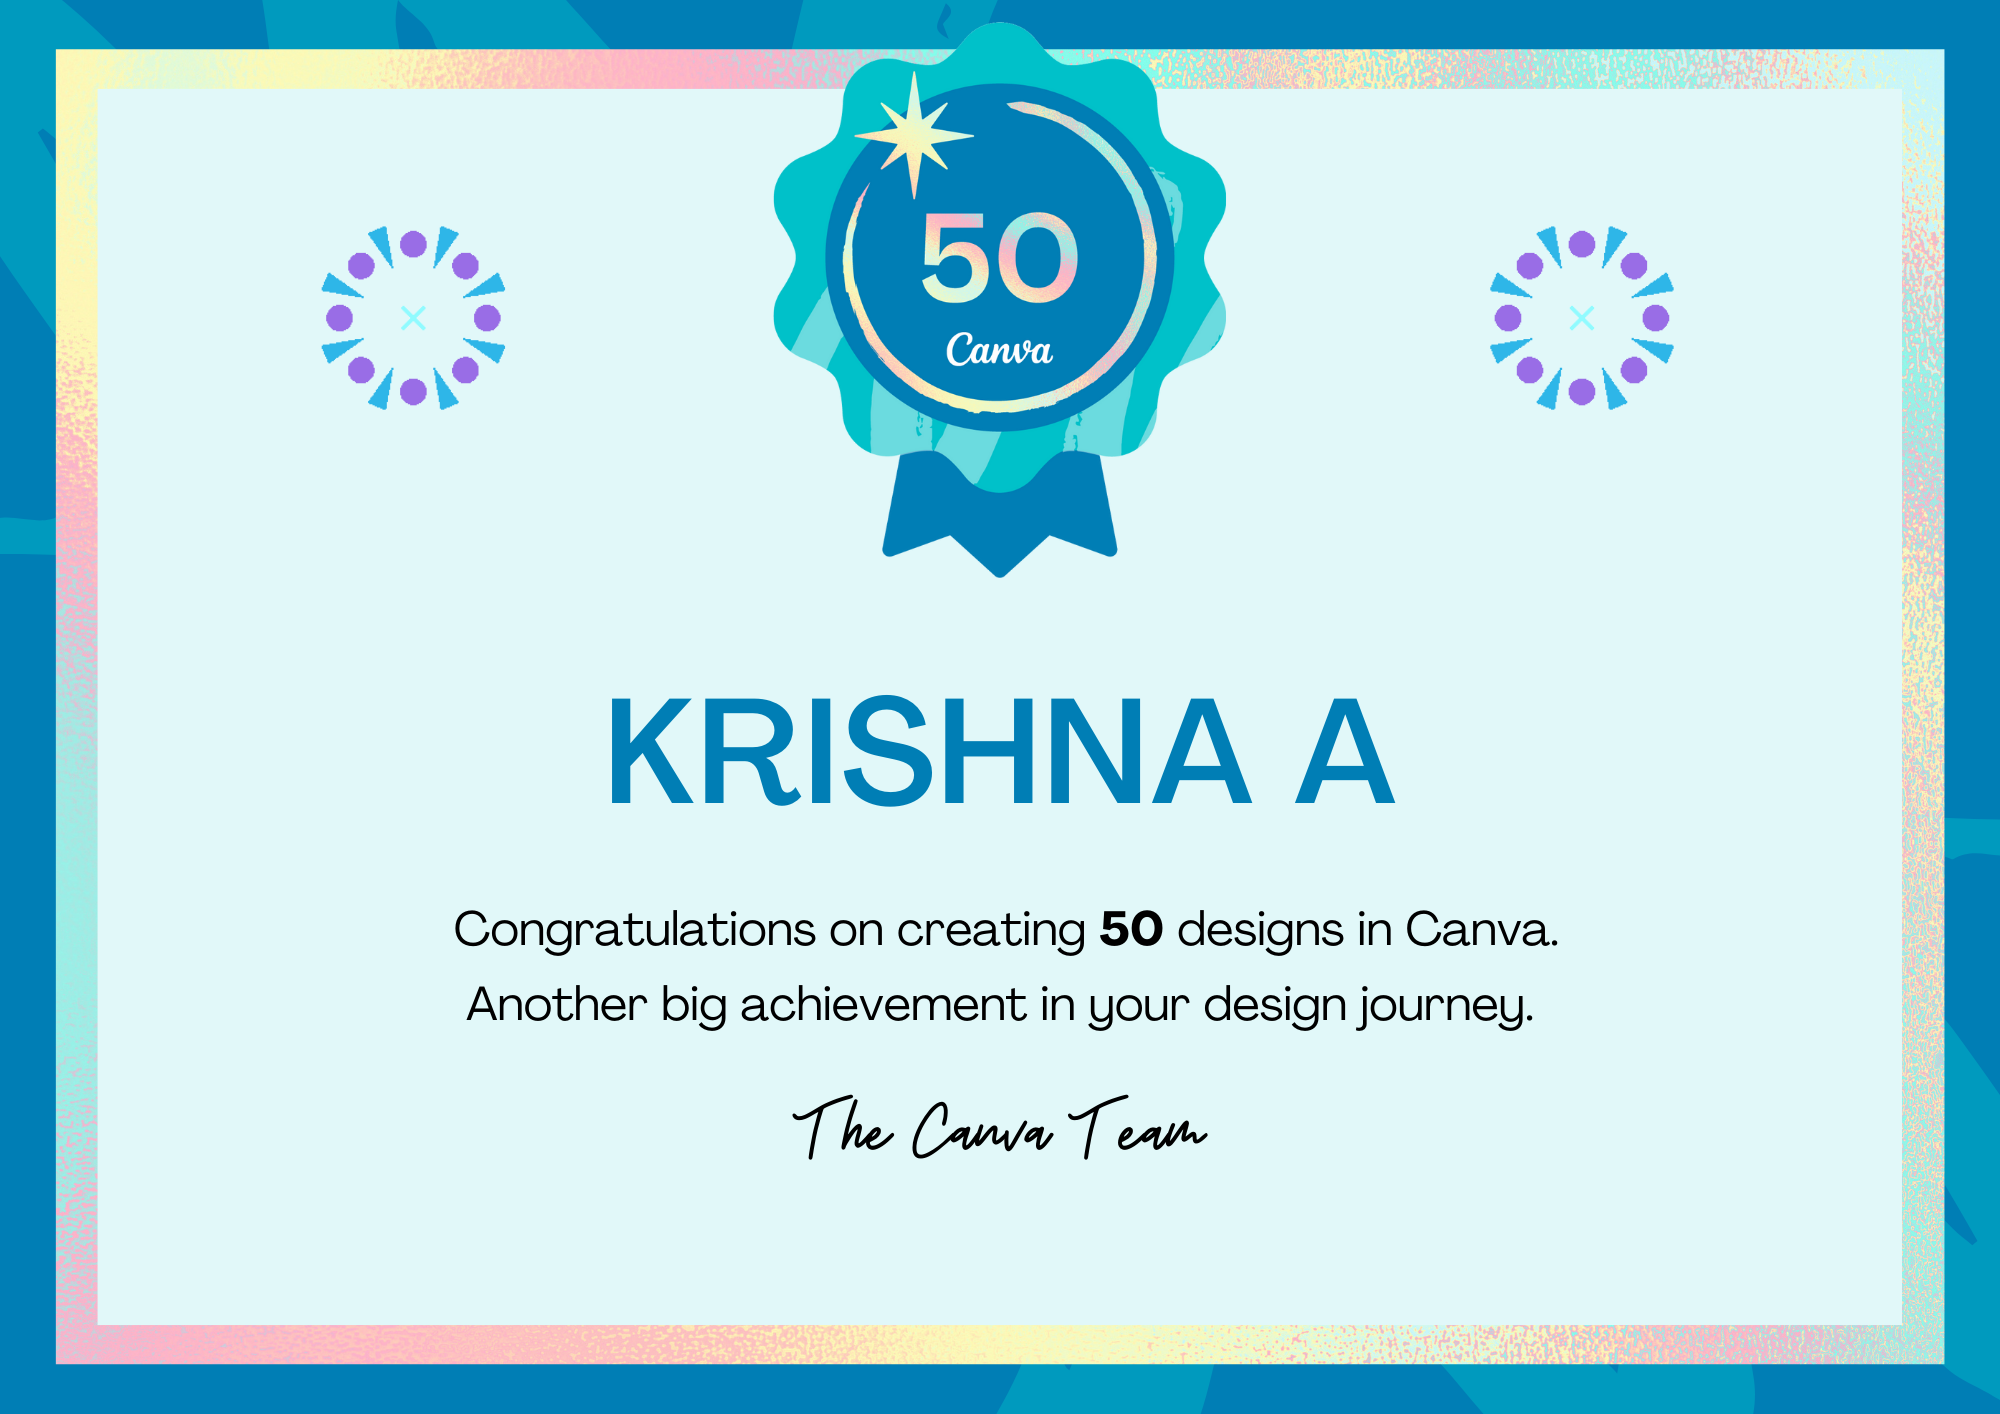 50
Canva
KRISHNA A
Congratulations on creating 50 designs in Canva.
Another big achievement in your design journey.
The Canva Team